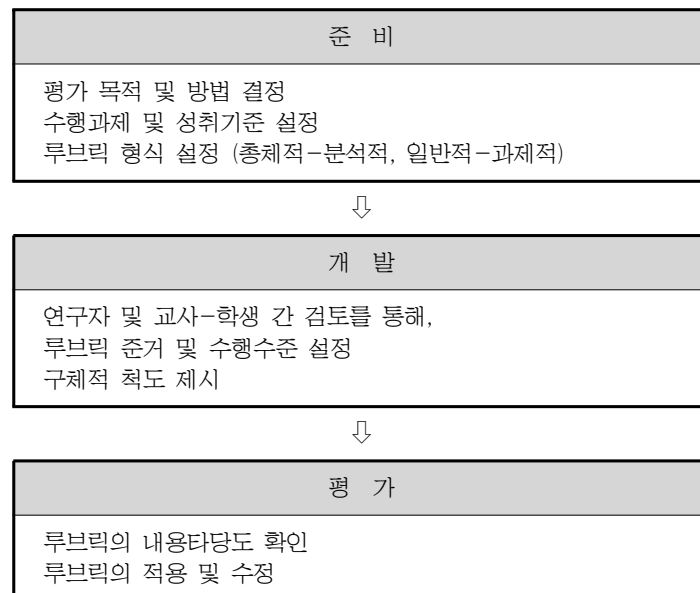 준 비
평가 목적 및 방법 결정
수행과제 및 성취기준 설정
루브릭 형식 설정 (총체적-분석적, 일반적-과제적)
⇩
개 발
연구자 및 교사-학생 간 검토를 통해,
루브릭 준거 및 수행수준 설정
구체적 척도 제시
⇩
평 가
루브릭의 내용타당도 확인
루브릭의 적용 및 수정